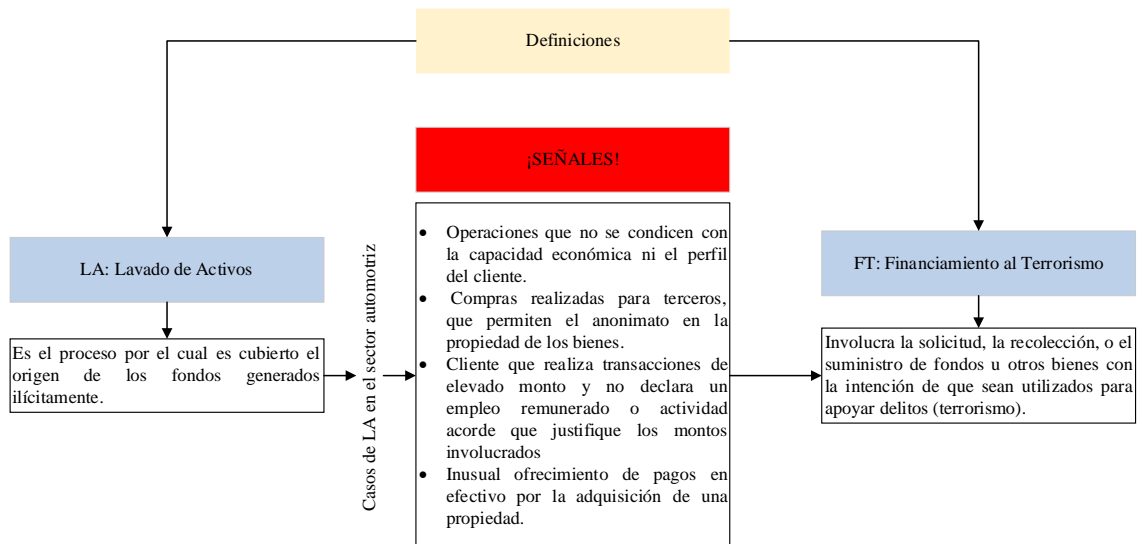 Definiciones
¡SEÑALES!
LA: Lavado de Activos
Es el proceso por el cual es cubierto el
origen de los fondos generados
ilícitamente.
Casos de LA en el sector automotriz
• Operaciones que no se condicen con
la capacidad económica ni el perfil
del cliente.
• Compras realizadas para terceros,
que permiten el anonimato en la
propiedad de los bienes.
• Cliente que realiza transacciones de
elevado monto y no declara un
empleo remunerado o actividad
acorde que justifique los montos
involucrados
• Inusual ofrecimiento de pagos en
efectivo por la adquisición de una
propiedad.
FT: Financiamiento al Terrorismo
Involucra la solicitud, la recolección, o el
suministro de fondos u otros bienes con
la intención de que sean utilizados para
apoyar delitos (terrorismo).